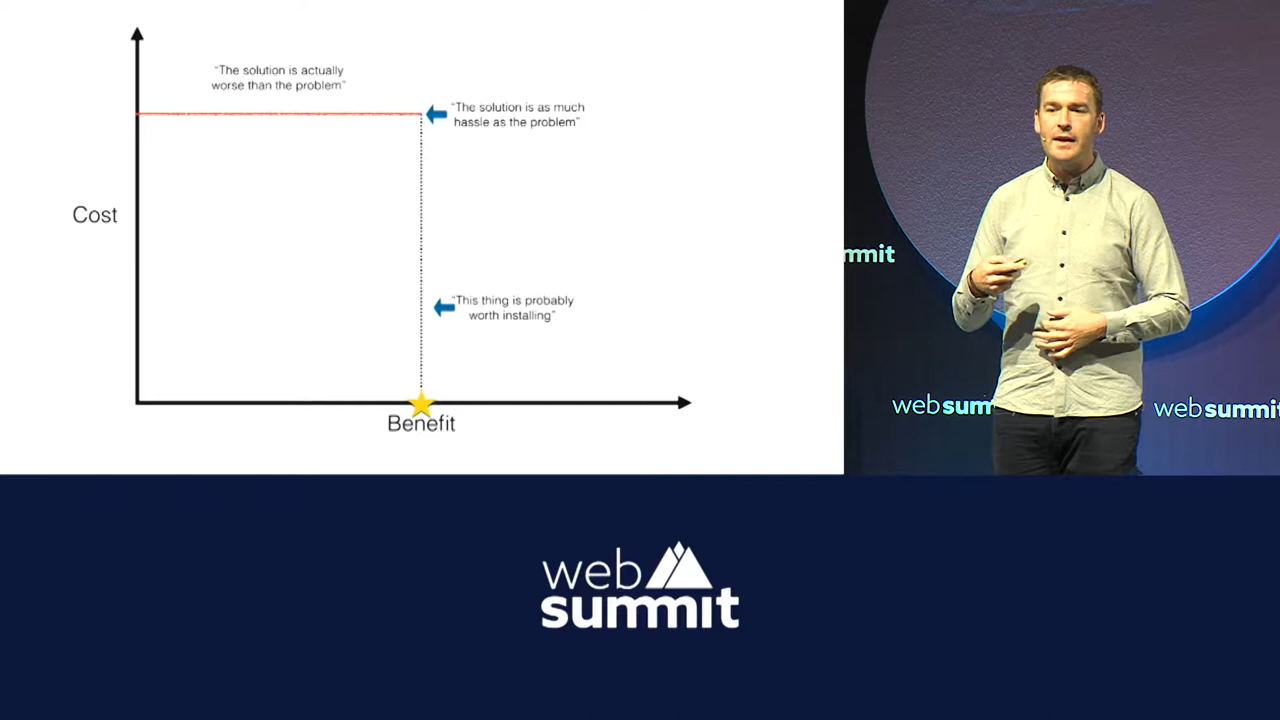 “The solution is actually
worse than the problem”
“The solution is as much
hassle as the problem”
Cost
“This thing is probably
worth installing”
Benefit
mmit
websum
websummit
web
summit